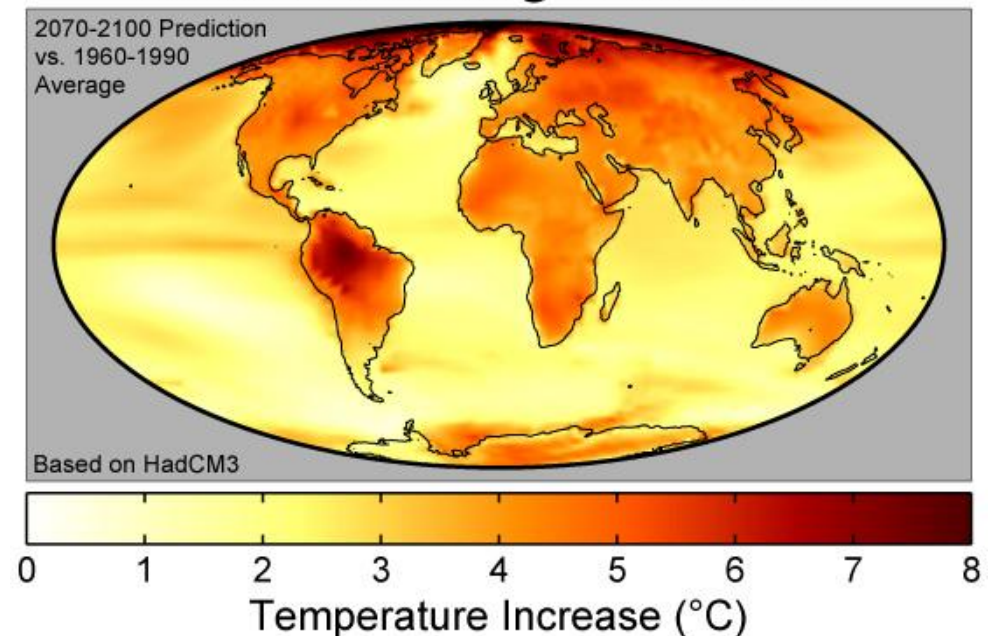 2070-2100 Prediction
vs. 1960-1990
Average
Based on HadCM3
0 1 2 3 4 5 6 7 8
Temperature Increase (°C)